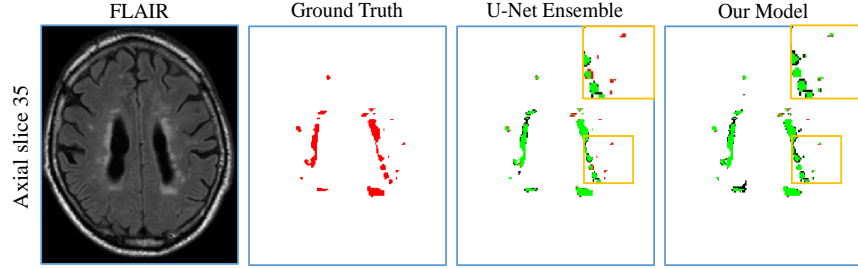 FLAIR
Ground Truth
U-Net Ensemble
Our Model
Axial slice 35